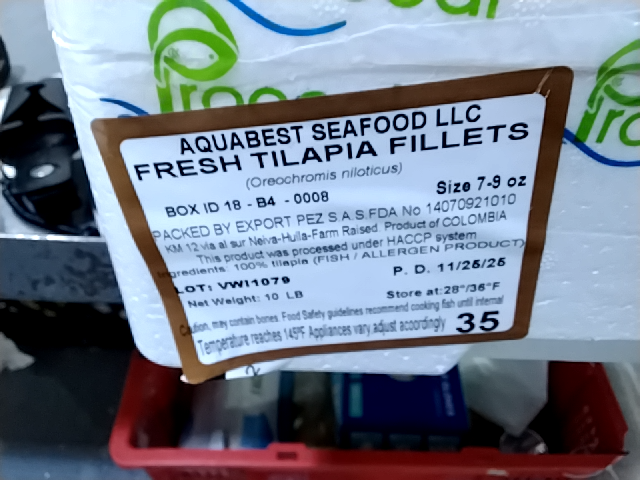 AQUABEST SEAFOOD LLC
FRESH TILAPIA FILLETS
(Oreochromis niloticus)
Size 7-9 oz
BOX ID 18 - B4 - 0008
PACKED BY EXPORT PEZ S.A.S.FDA No 14070921010
KM 12 via al sur Neiva-Huila-Farm Raised. Product of COLOMBIA
This product was processed under HACCP system
Ingredients: 100% tilapia (FISH / ALLERGEN PRODUCT)
LOT: VWI1079
P. D. 11/25/25
Net Weight: 10 LB
Store at:28°/36°F
Caution, may contain bones. Food Safety guidelines recommend cooking fish until internal
Temperature reaches 145°F Appliances vary, adjust acordingly
35